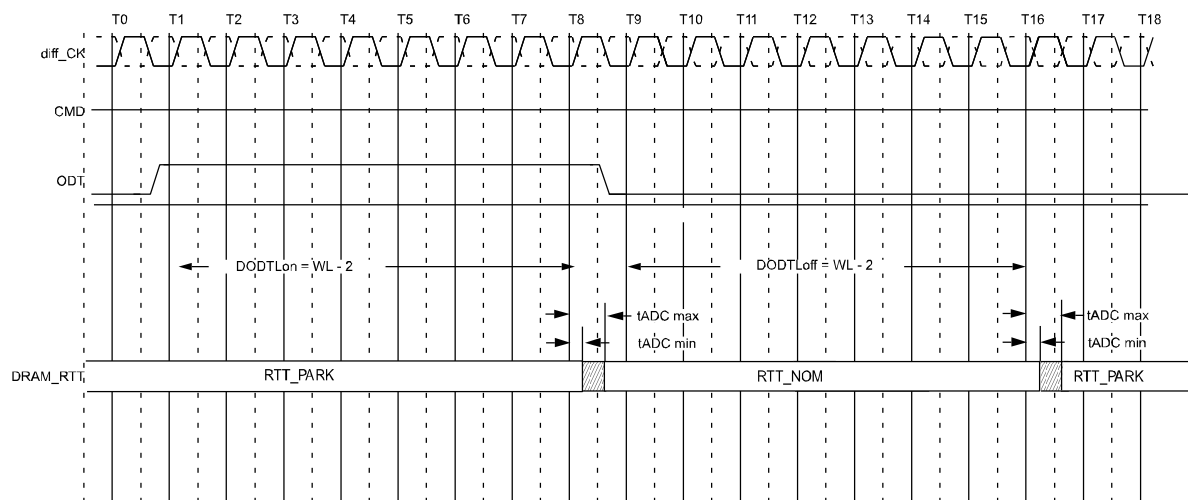 T0 T1 T2 T3 T4 T5 T6 T7 T8 T9 T10 T11 T12 T13 T14 T15 T16 T17 T18
diff_CK
CMD
ODT
DODTLon = WL - 2 DODTLoff = WL - 2
tADC max tADC max
tADC min tADC min
DRAM_RTT RTT_PARK RTT_NOM RTT_PARK